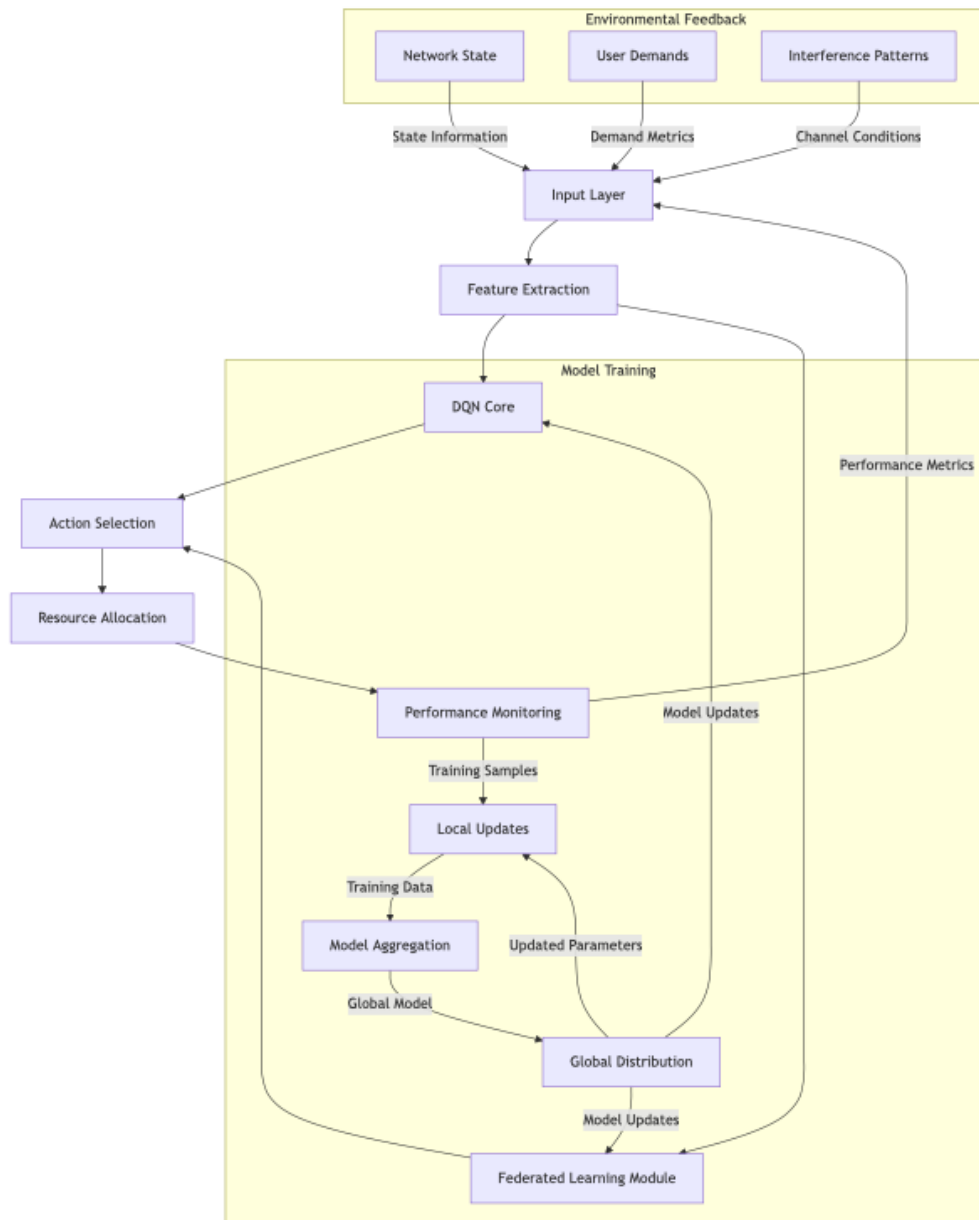 Environmental Feedback
Network State
User Demands
Interference Patterns
State Information
Demand Metrics
Channel Conditions
Input Layer
Feature Extraction
Model Training
DQN Core
Performance Metrics
Action Selection
Resource Allocation
Performance Monitoring
Model Updates
Training Samples
Local Updates
Training Data
Model Aggregation
Updated Parameters
Global Model
Global Distribution
Model Updates
Federated Learning Module